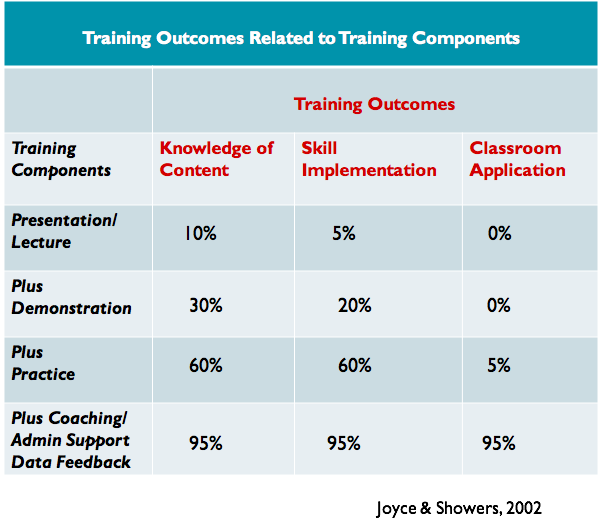 Training Outcomes Related to Training Components
Training Outcomes
Training
Components
Knowledge of
Content
Skill
Implementation
Classroom
Application
Presentation/
Lecture
10%
5%
0%
Plus
Demonstration
30%
20%
0%
Plus
Practice
60%
60%
5%
Plus Coaching/
Admin Support
Data Feedback
95%
95%
95%
Joyce & Showers, 2002